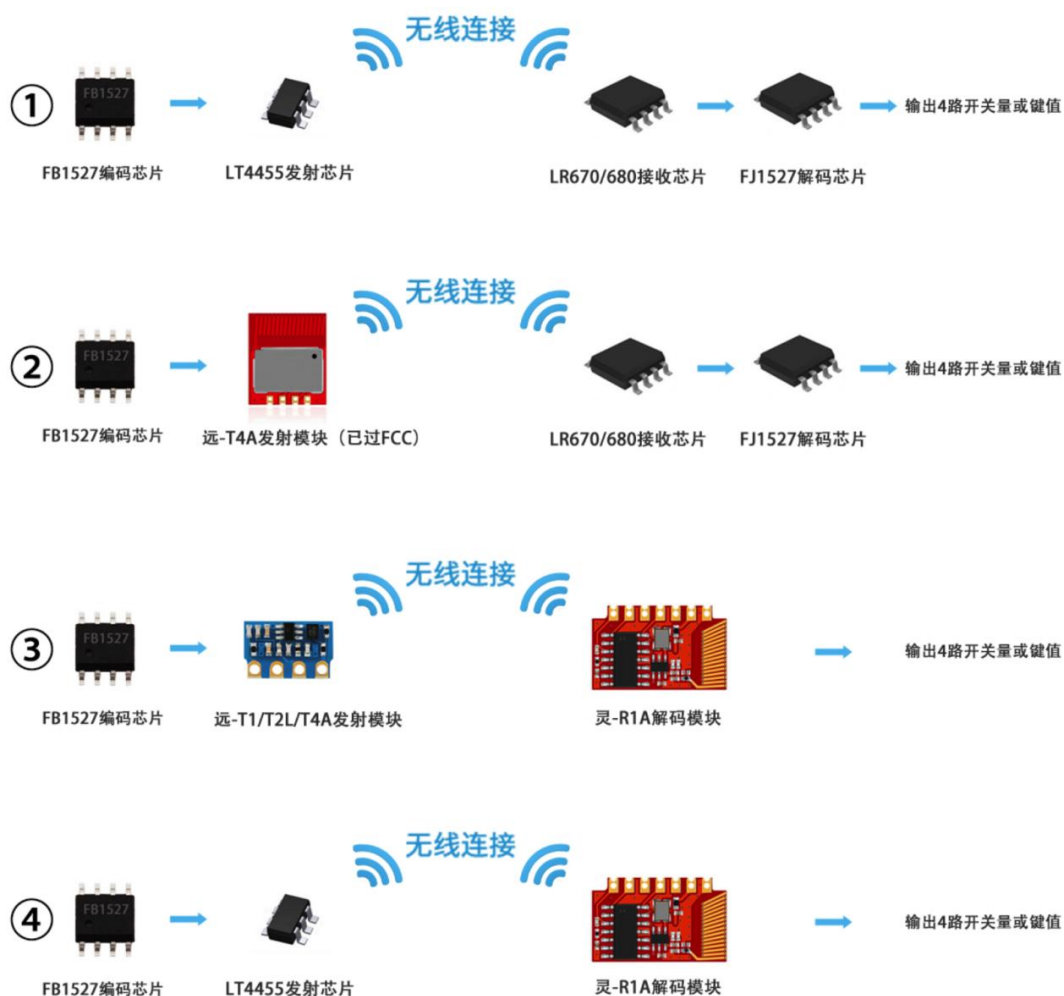 无线连接
①
FB1527
输出4路开关量或键值
FB1527编码芯片
LT4455发射芯片
LR670/680接收芯片
FJ1527解码芯片
无线连接
②
FB1527
输出4路开关量或键值
FB1527编码芯片
远-T4A发射模块（已过FCC）
LR670/680接收芯片
FJ1527解码芯片
无线连接
③
FB1527
输出4路开关量或键值
FB1527编码芯片
远-T1/T2L/T4A发射模块
灵-R1A解码模块
无线连接
④
FB1527
输出4路开关量或键值
FB1527编码芯片
LT4455发射芯片
灵-R1A解码模块